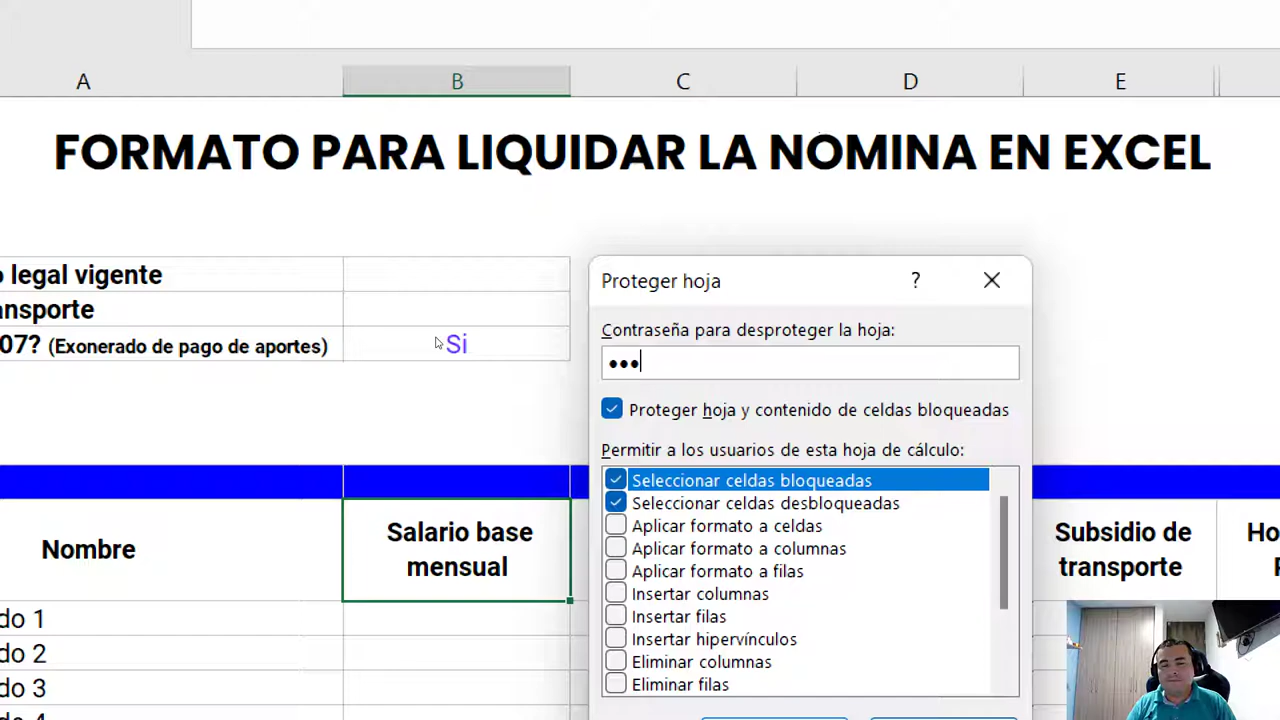 A B C D E
FORMATO PARA LIQUIDAR LA NOMINA EN EXCEL
legal vigente
ansporte
07? (Exonerado de pago de aportes) Si
Proteger hoja ?
Contraseña para desproteger la hoja:
•••
Proteger hoja y contenido de celdas bloqueadas
Permitir a los usuarios de esta hoja de cálculo:
Seleccionar celdas bloqueadas
Seleccionar celdas desbloqueadas
Aplicar formato a celdas
Aplicar formato a columnas
Aplicar formato a filas
Insertar columnas
Insertar filas
Insertar hipervínculos
Eliminar columnas
Eliminar filas
Nombre
Salario base
mensual
Subsidio de
transporte
Ho
do 1
do 2
do 3